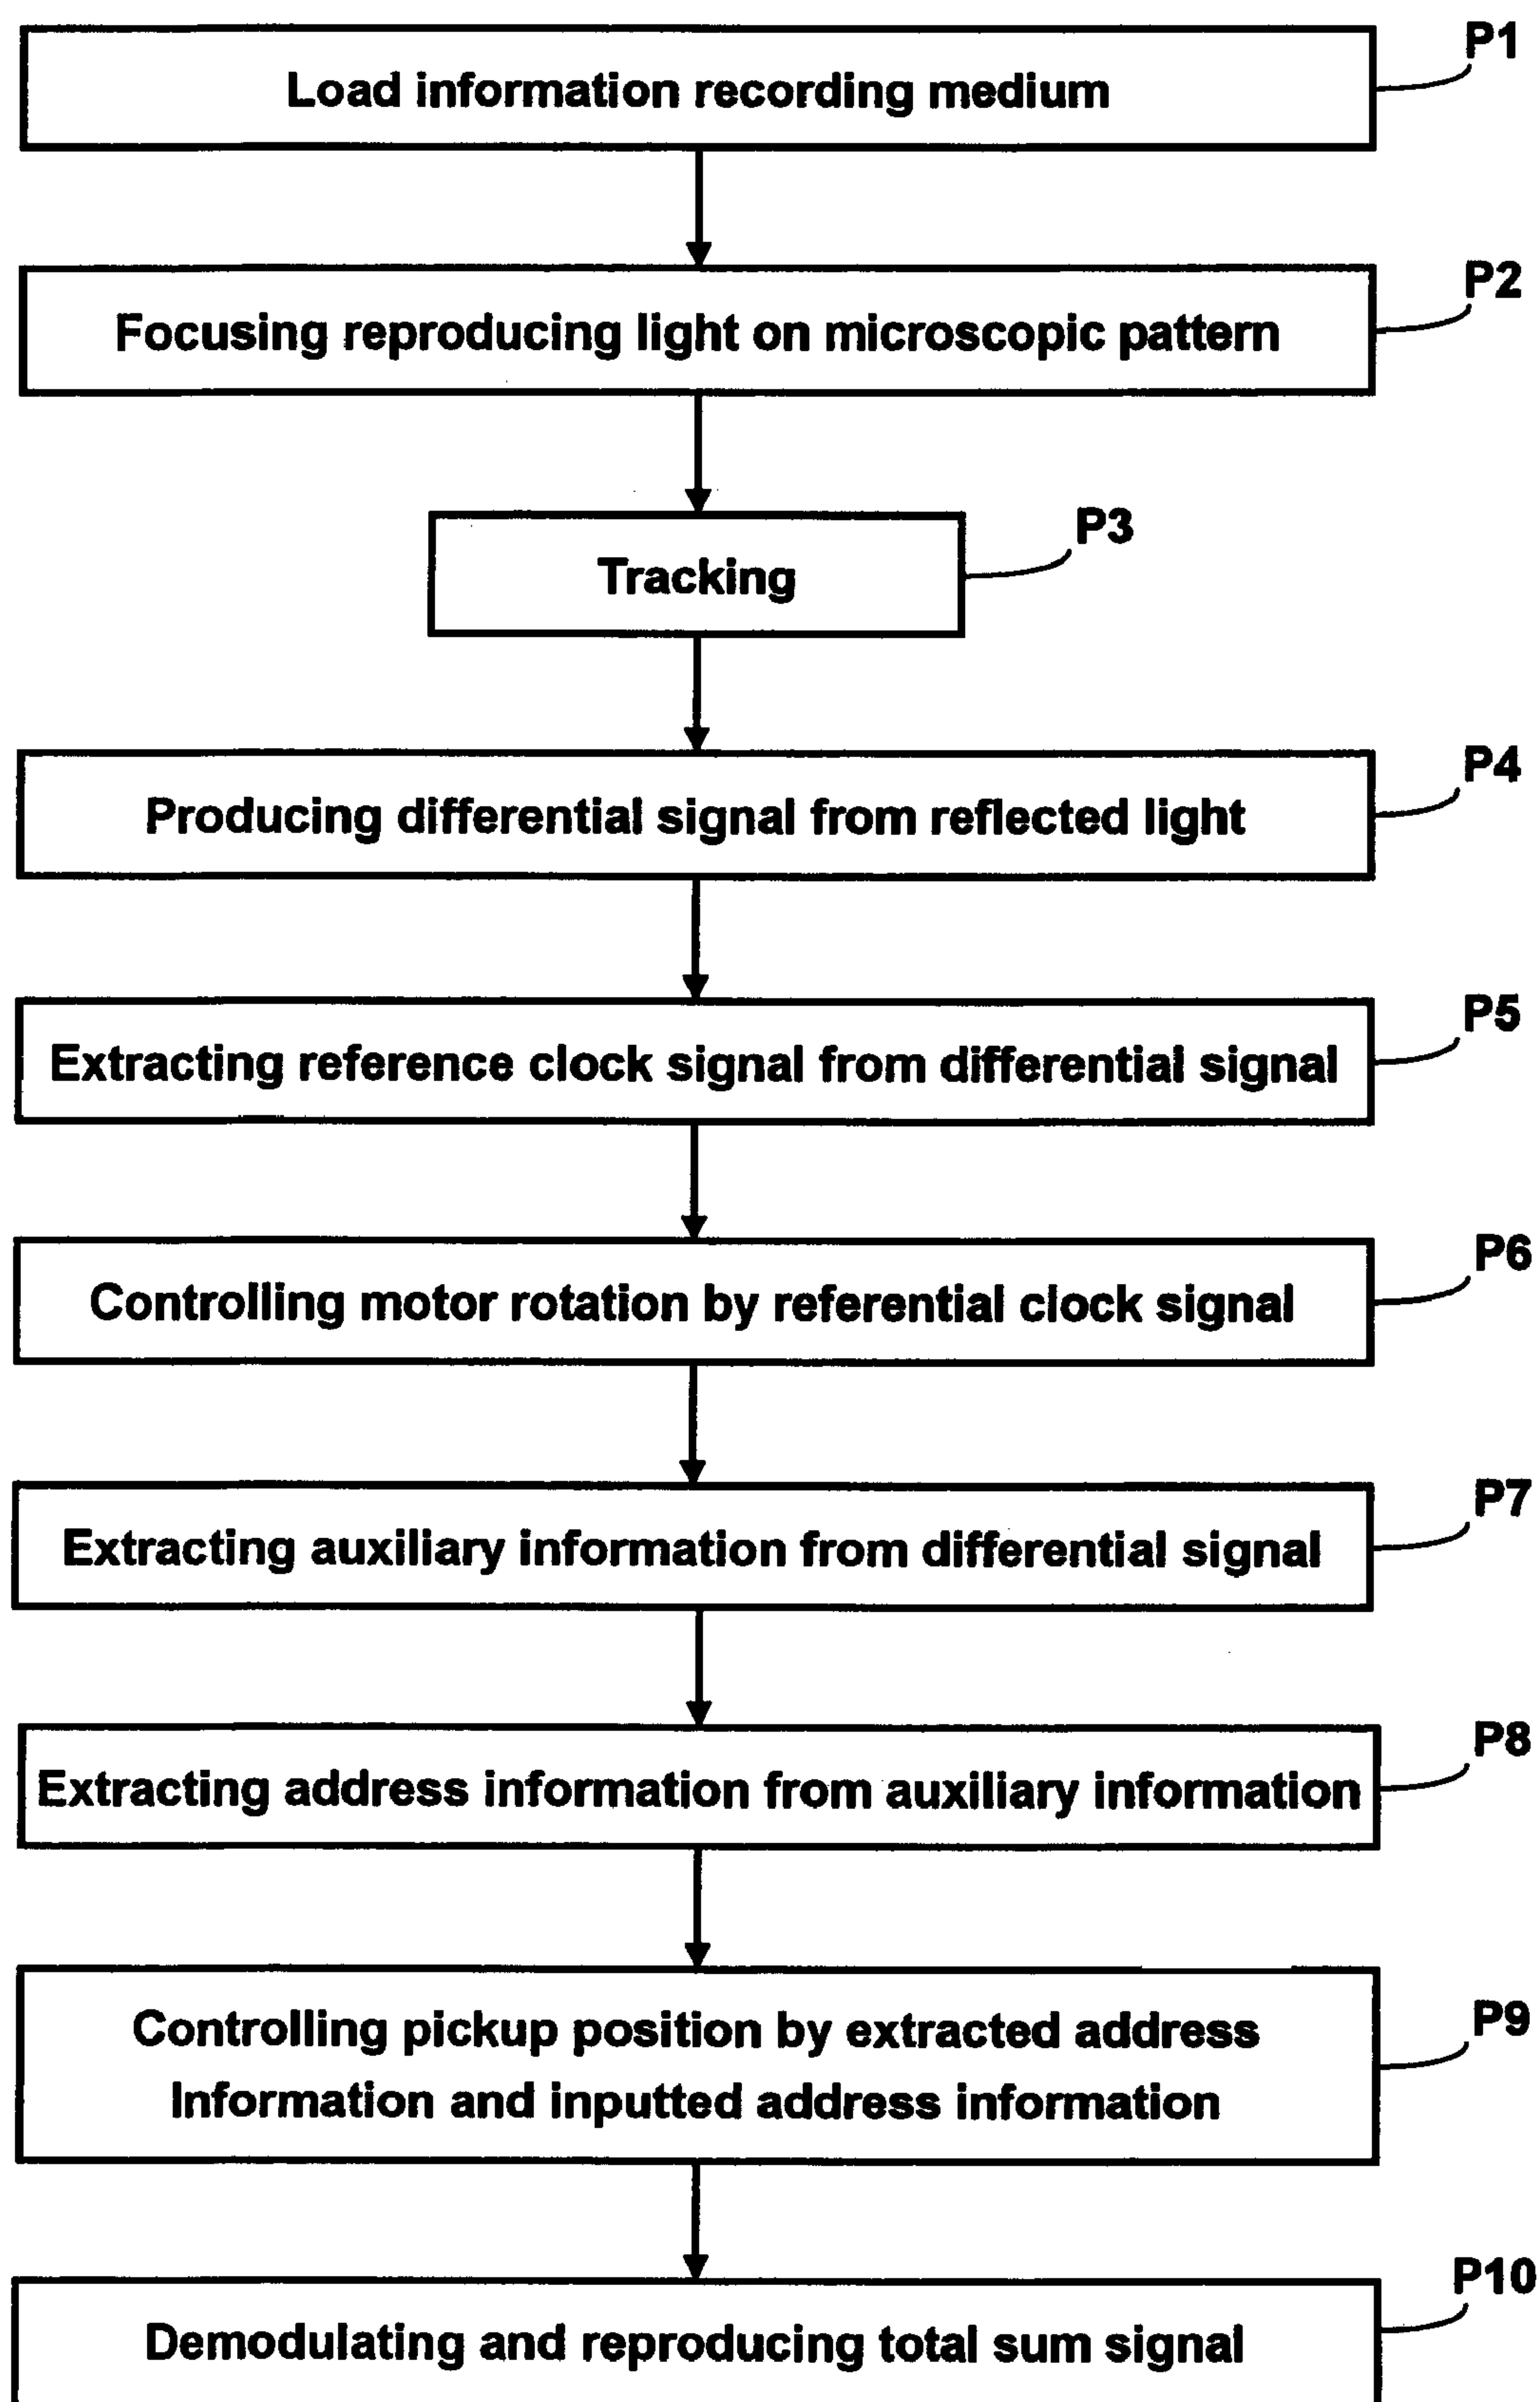 P1
Load information recording medium
P2
Focusing reproducing light on microscopic pattern
P3
Tracking
P4
Producing differential signal from reflected light
P5
Extracting reference clock signal from differential signal
P6
Controlling motor rotation by referential clock signal
P7
Extracting auxiliary information from differential signal
P8
Extracting address information from auxiliary information
P9
Controlling pickup position by extracted address
Information and inputted address information
P10
Demodulating and reproducing total sum signal